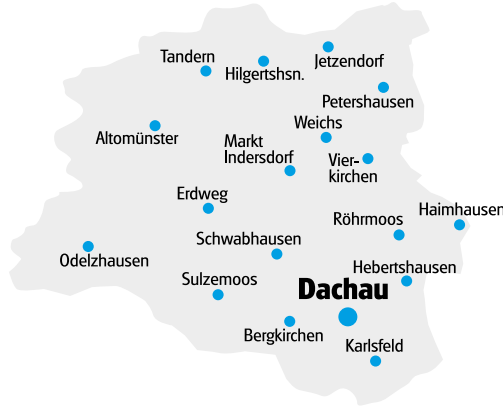 Tandern
Hilgertshsn.
Jetzendorf
Petershausen
Altomünster
Weichs
Markt
Indersdorf
Vier-
kirchen
Erdweg
Röhrmoos
Haimhausen
Schwabhausen
Odelzhausen
Sulzemoos
Hebertshausen
Dachau
Bergkirchen
Karlsfeld